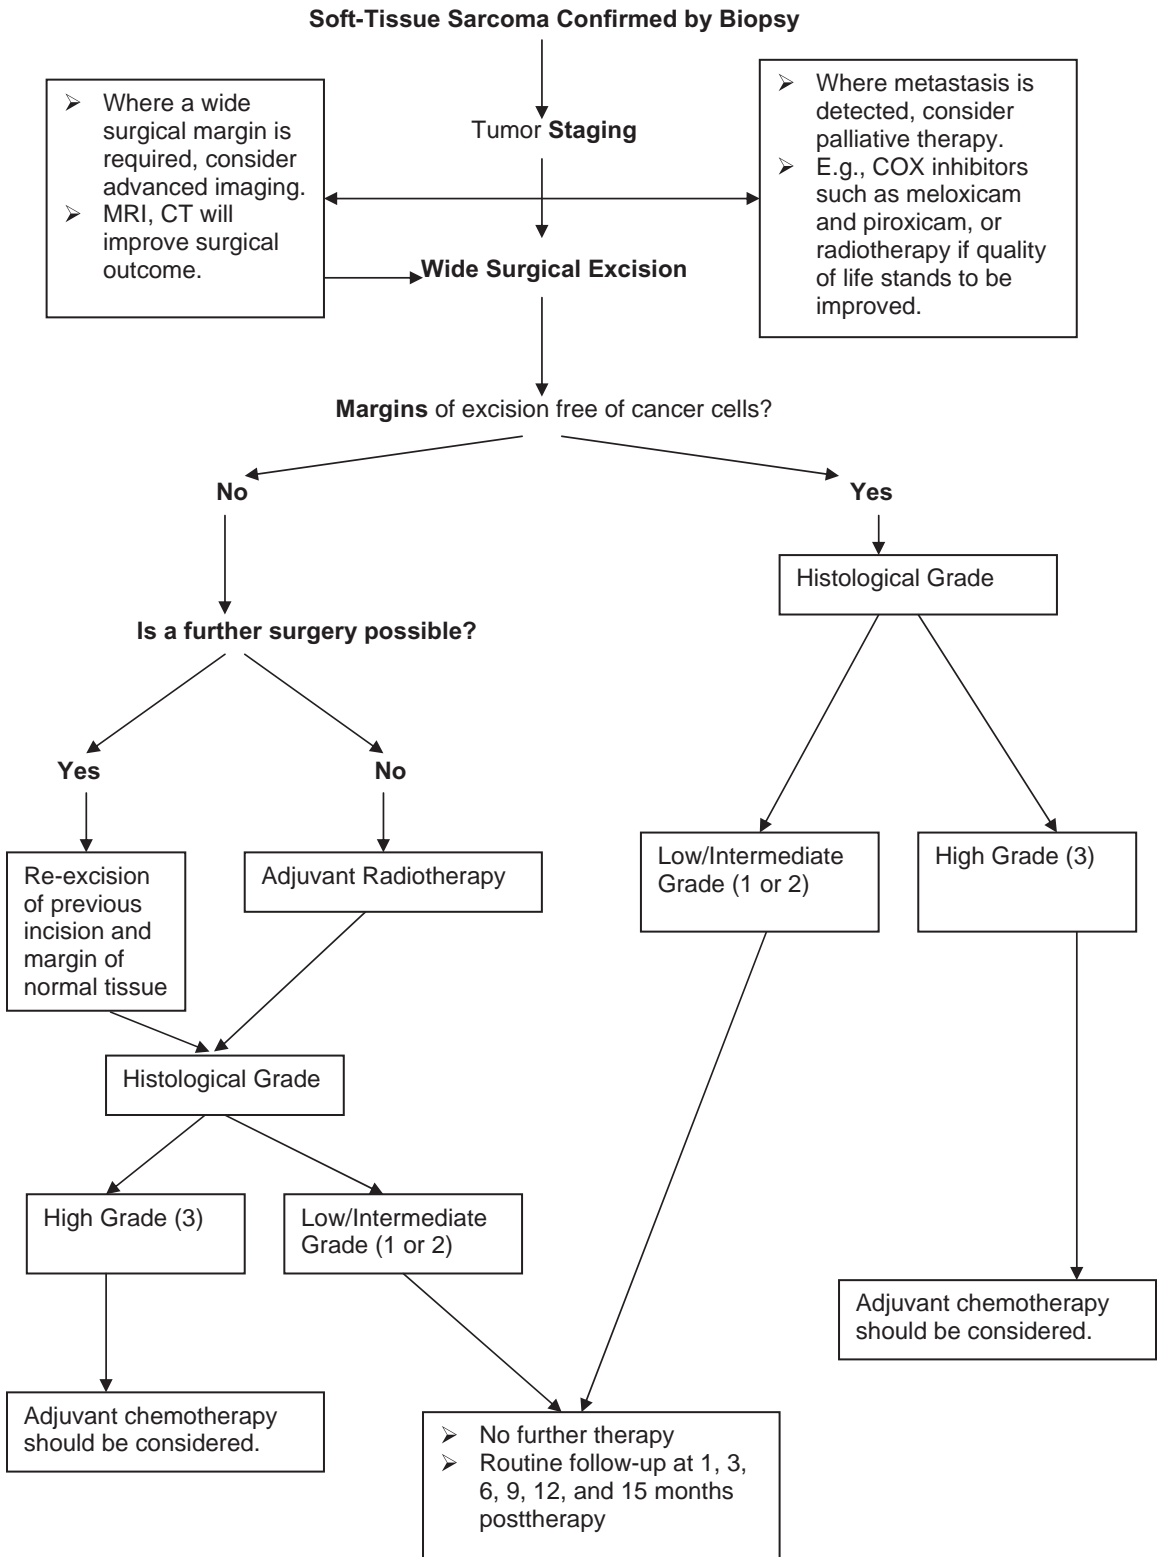 Soft-Tissue Sarcoma Confirmed by Biopsy
➢ Where a wide
surgical margin is
required, consider
advanced imaging.
➢ MRI, CT will
improve surgical
outcome.
Tumor Staging
➢ Where metastasis is
detected, consider
palliative therapy.
➢ E.g., COX inhibitors
such as meloxicam
and piroxicam, or
radiotherapy if quality
of life stands to be
improved.
Wide Surgical Excision
Margins of excision free of cancer cells?
No
Yes
Histological Grade
Is a further surgery possible?
Yes
No
Re-excision
of previous
incision and
margin of
normal tissue
Adjuvant Radiotherapy
Low/Intermediate
Grade (1 or 2)
High Grade (3)
Histological Grade
High Grade (3)
Low/Intermediate
Grade (1 or 2)
Adjuvant chemotherapy
should be considered.
Adjuvant chemotherapy
should be considered.
➢ No further therapy
➢ Routine follow-up at 1, 3,
6, 9, 12, and 15 months
posttherapy